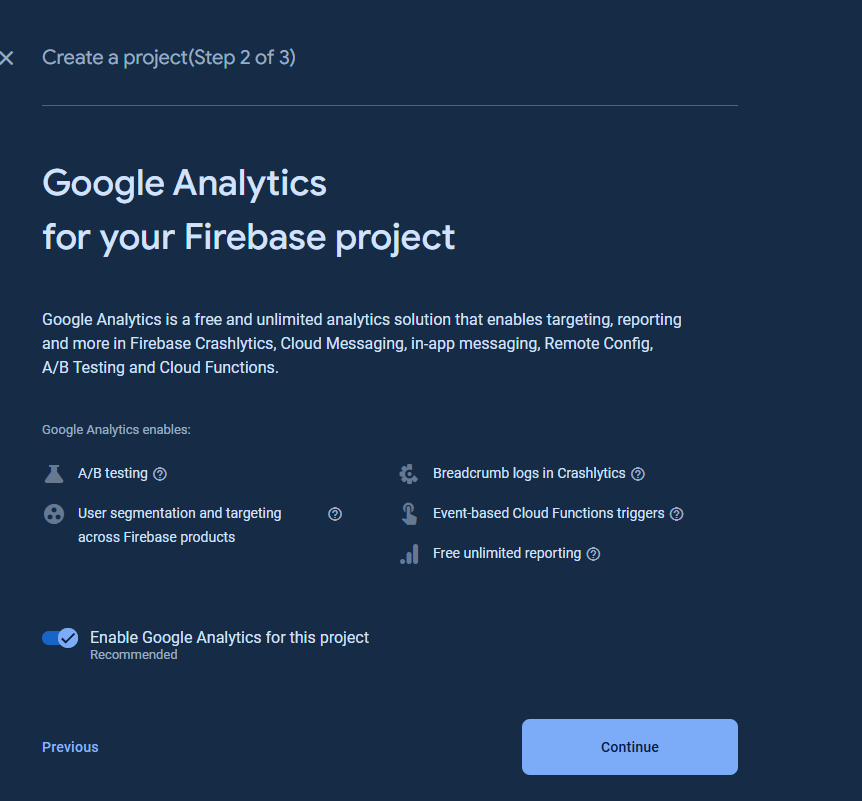 Create a project(Step 2 of 3)
Google Analytics
for your Firebase project
Google Analytics is a free and unlimited analytics solution that enables targeting, reporting
and more in Firebase Crashlytics, Cloud Messaging, in-app messaging, Remote Config,
A/B Testing and Cloud Functions.
Google Analytics enables:
A/B testing
User segmentation and targeting
across Firebase products
Breadcrumb logs in Crashlytics
Event-based Cloud Functions triggers
Free unlimited reporting
Enable Google Analytics for this project
Recommended
Previous
Continue